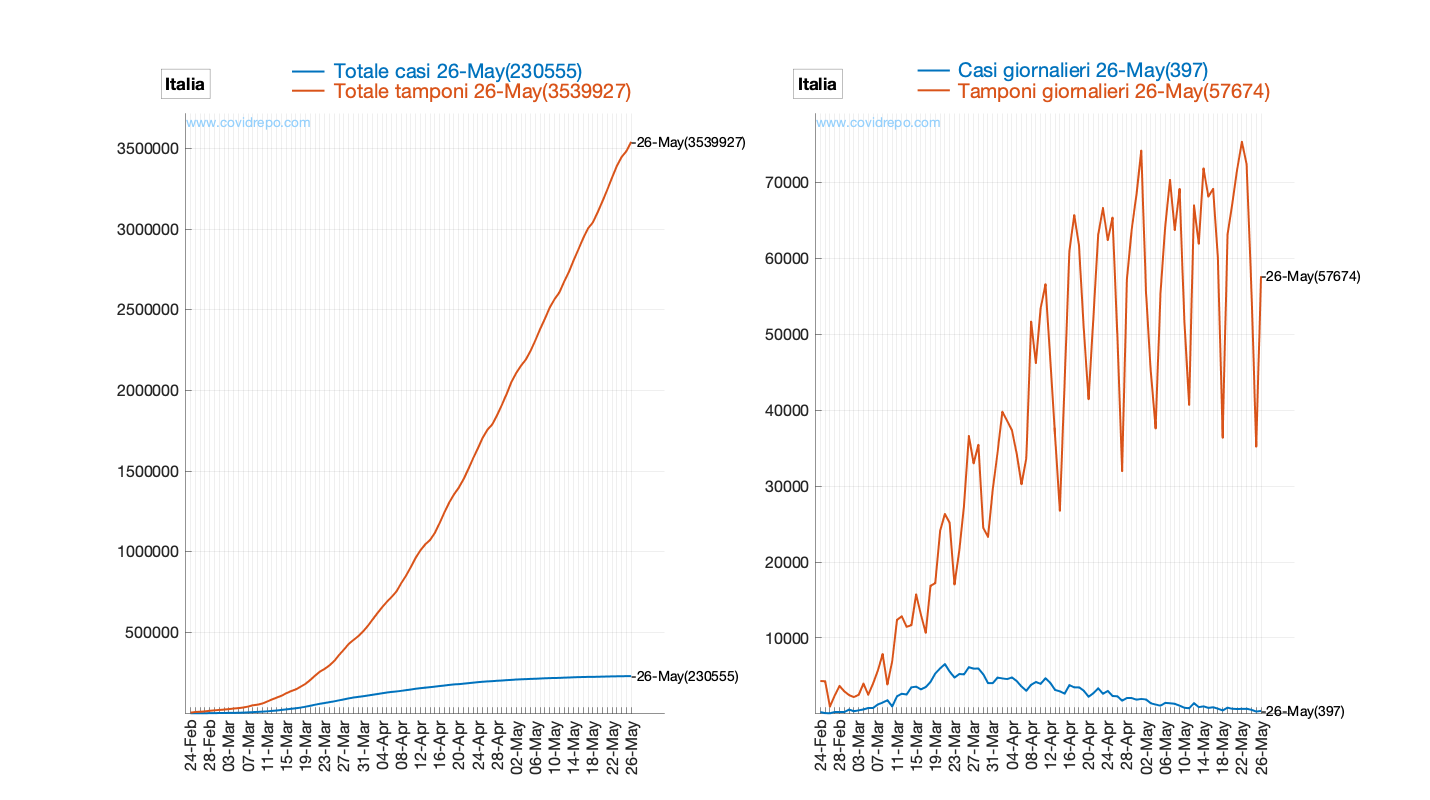 Italia
Totale casi 26-May(230555)
Totale tamponi 26-May(3539927)
www.covidrepo.com
3500000
3000000
2500000
2000000
1500000
1000000
500000
26-May(3539927)
26-May(230555)
24-Feb
28-Feb
03-Mar
07-Mar
11-Mar
15-Mar
19-Mar
23-Mar
27-Mar
31-Mar
04-Apr
08-Apr
12-Apr
16-Apr
20-Apr
24-Apr
28-Apr
02-May
06-May
10-May
14-May
18-May
22-May
26-May
Italia
Casi giornalieri 26-May(397)
Tamponi giornalieri 26-May(57674)
www.covidrepo.com
70000
60000
50000
40000
30000
20000
10000
26-May(57674)
26-May(397)
24-Feb
28-Feb
03-Mar
07-Mar
11-Mar
15-Mar
19-Mar
23-Mar
27-Mar
31-Mar
04-Apr
08-Apr
12-Apr
16-Apr
20-Apr
24-Apr
28-Apr
02-May
06-May
10-May
14-May
18-May
22-May
26-May